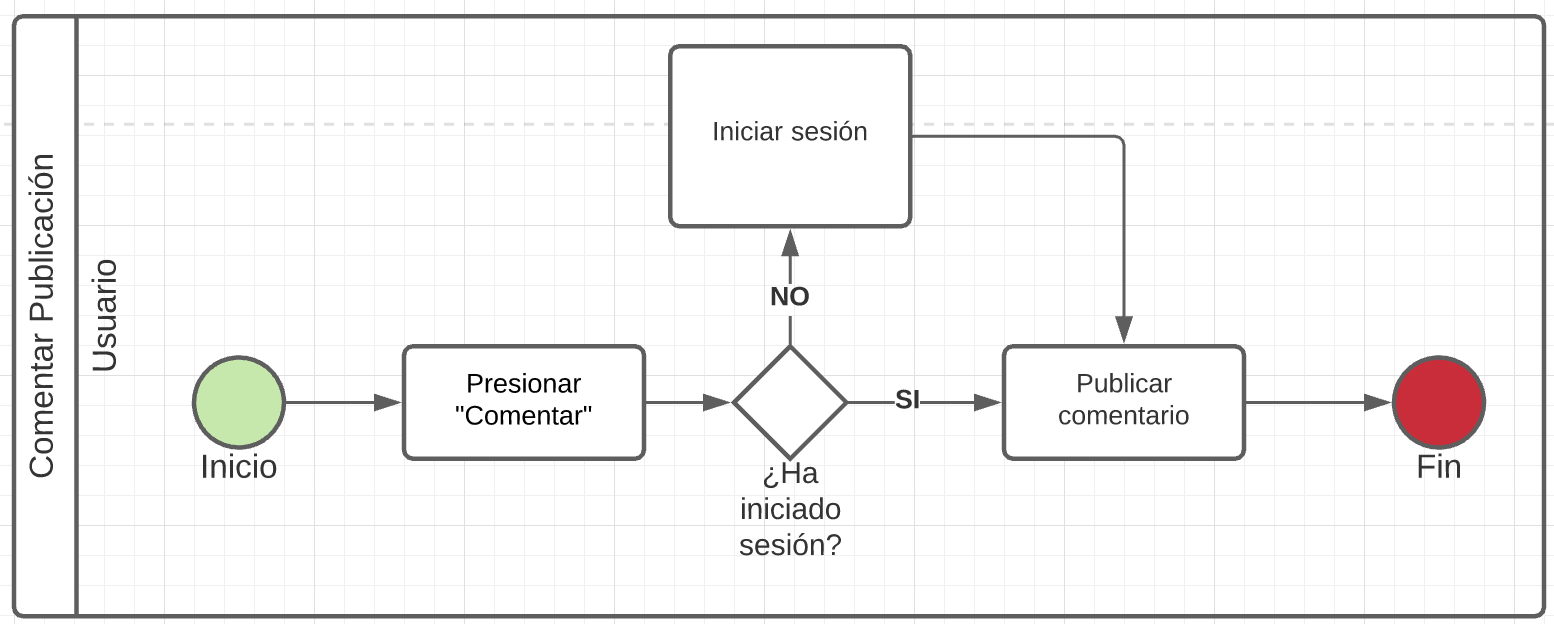 Comentar Publicación
Usuario
Inicio
Presionar
"Comentar"
¿Ha
iniciado
sesión?
NO
Iniciar sesión
SI
Publicar
comentario
Fin